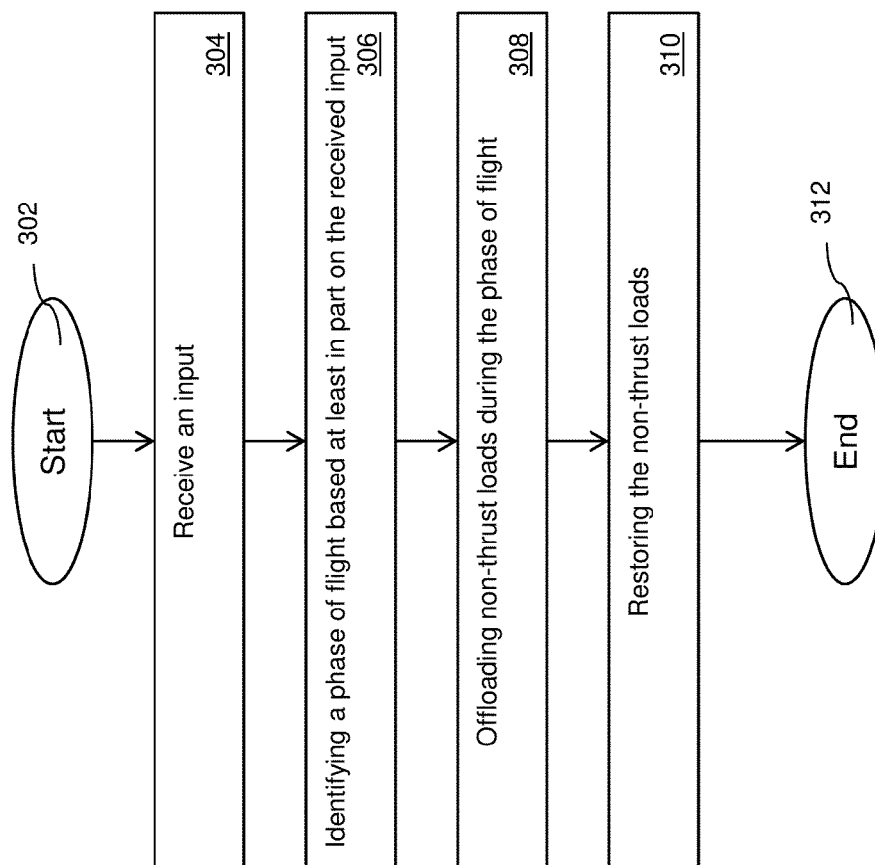 302
Start
Receive an input
304
Identifying a phase of flight based at least in part on the received input
306
Offloading non-thrust loads during the phase of flight
308
Restoring the non-thrust loads
310
End
312